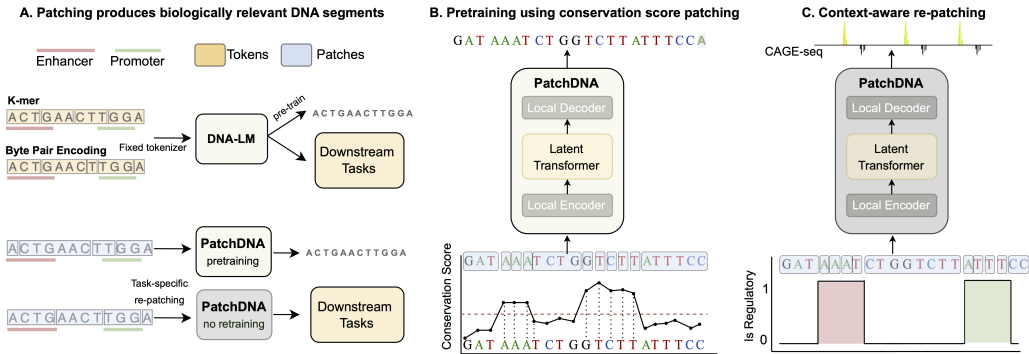 A. Patching produces biologically relevant DNA segments
Enhancer
Promoter
Tokens
Patches
K-mer
ACTGAACTTGGA
Byte Pair Encoding
ACTGAACTTGGA
Fixed tokenizer
DNA-LM
pre-train
ACTGAACTTGGA
Downstream
Tasks
ACTGAACTTGGA
PatchDNA
pretraining
ACTGAACTTGGA
Task-specific
re-patching
ACTGAACTTGGA
PatchDNA
no retraining
Downstream
Tasks
B. Pretraining using conservation score patching
GATAAATCTGGTCTTATTTCCA
PatchDNA
Local Decoder
Latent
Transformer
Local Encoder
Conservation Score
GATAAATCTGGTCTTATTTCC
GATAAATCTGGTCTTATTTCC
C. Context-aware re-patching
CAGE-seq
PatchDNA
Local Decoder
Latent
Transformer
Local Encoder
GATAAATCTGGTCTTATTTCC
Is Regulatory
1
0